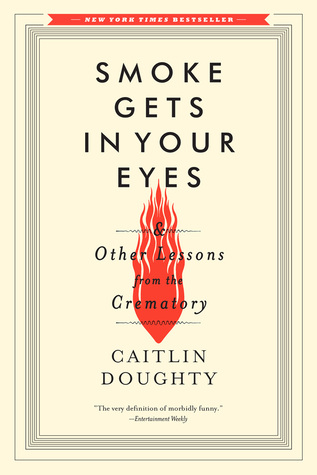 NEW YORK TIMES BESTSELLER
SMOKE
GETS
IN YOUR
EYES
&
Other Lessons
from the
Crematory
CAITLIN
DOUGHTY
"The very definition of morbidly funny."
—Entertainment Weekly